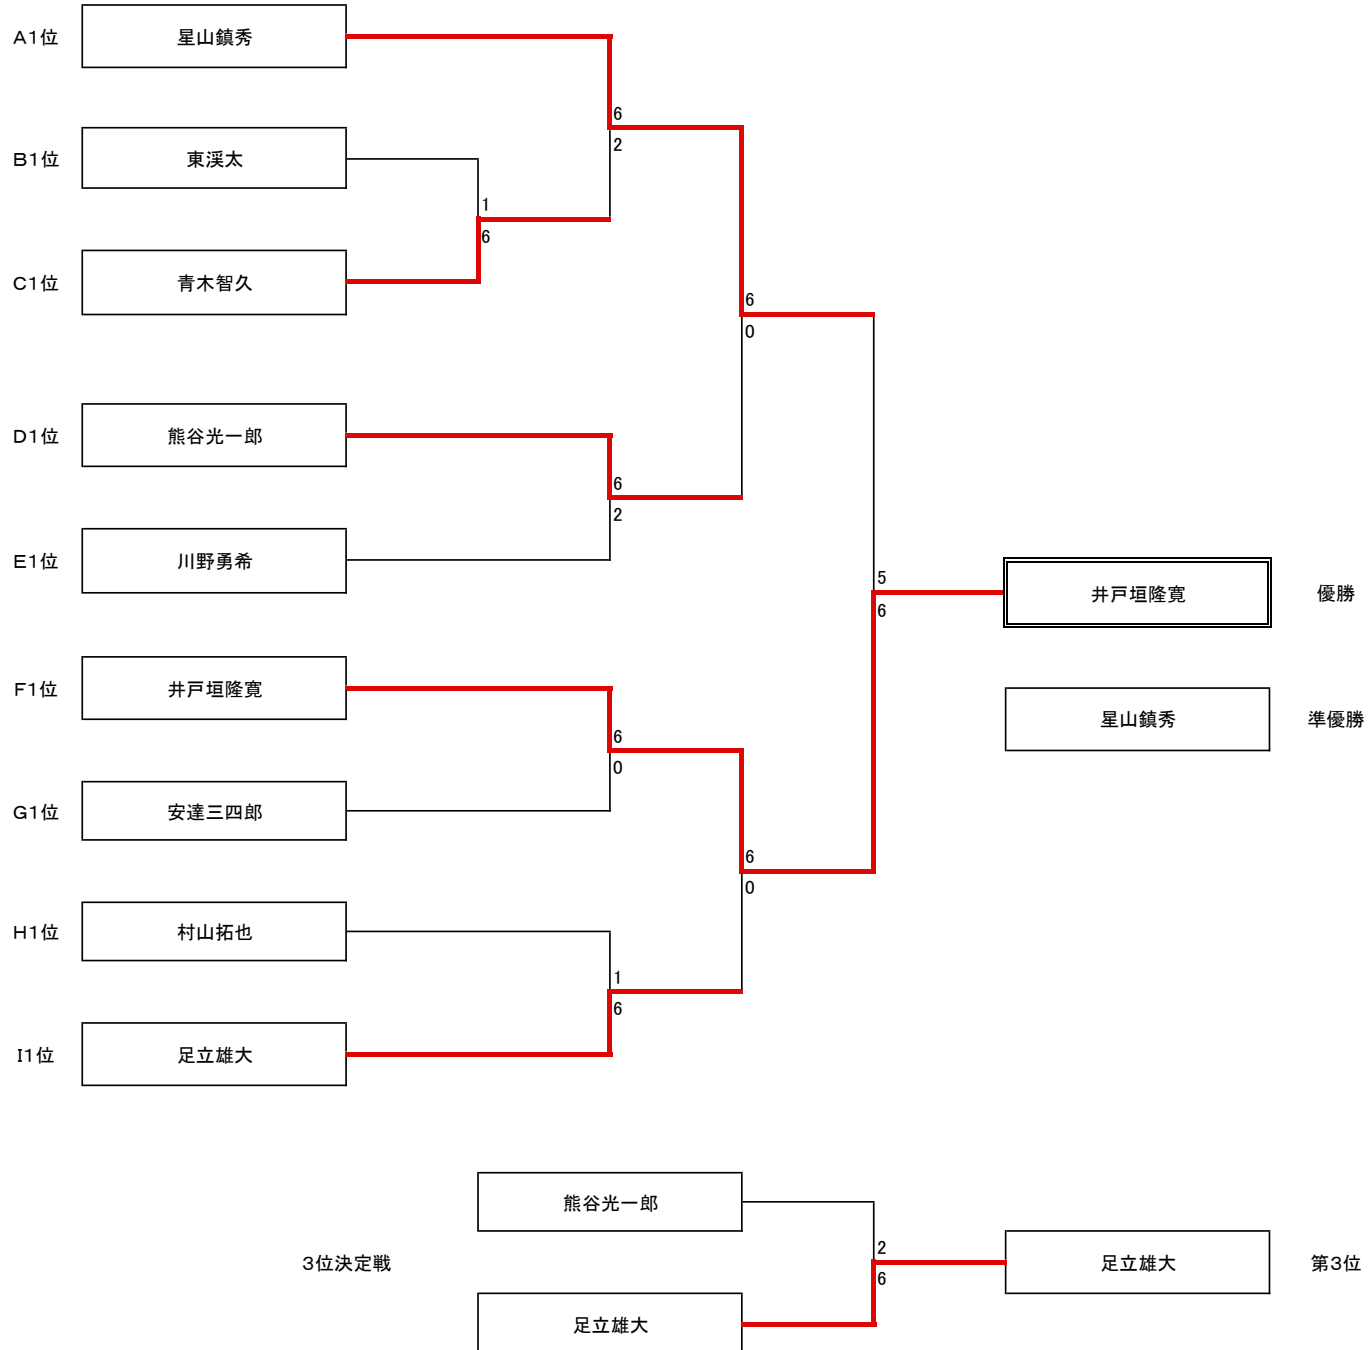 A1位 星山鎮秀
6
2
B1位 東渓太
1
6
C1位 青木智久
6
0
D1位 熊谷光一郎
6
2
E1位 川野勇希
5
6
井戸垣隆寛 優勝
F1位 井戸垣隆寛
星山鎮秀 準優勝
6
0
G1位 安達三四郎
6
0
H1位 村山拓也
1
6
I1位 足立雄大
熊谷光一郎
2
6
3位決定戦
足立雄大 第3位
足立雄大